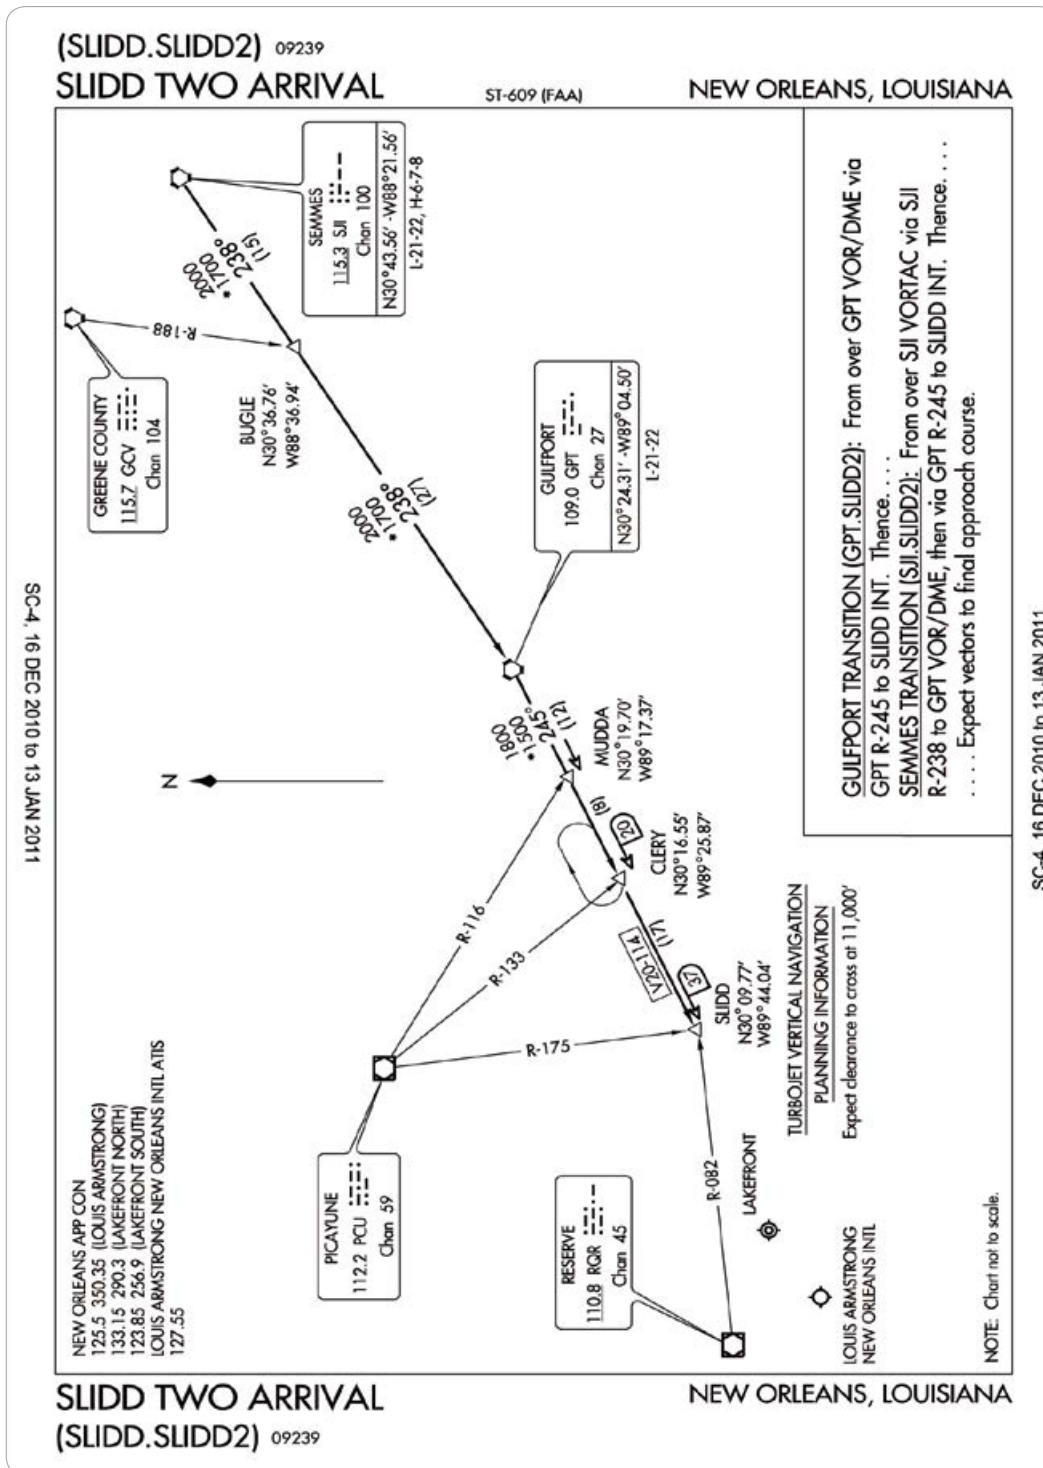 (SLIDD.SLIDD2) 09239
SLIDD TWO ARRIVAL
ST-609 (FAA)
NEW ORLEANS, LOUISIANA
SC-4, 16 DEC 2010 to 13 JAN 2011
NEW ORLEANS APP CON
125.5 350.35 (LOUIS ARMSTRONG)
133.15 290.3 (LAKEFRONT NORTH)
123.85 256.9 (LAKEFRONT SOUTH)
LOUIS ARMSTRONG NEW ORLEANS INTL ATIS
127.55
GREENE COUNTY
115.7 GCV
Chan 104
R-188
SEMMES
115.3 SJI
Chan 100
N30°43.56' -W88°21.56'
L-21-22, H-6-7-8
2000
*1700
238°
(15)
BUGLE
N30°36.76'
W88°36.94'
2000
*1700
238°
(27)
GULFPORT
109.0 GPT
Chan 27
N30°24.31' -W89°04.50'
L-21-22
N
1800
*1500
245°
(12)
MUDDA
N30°19.70'
W89°17.37'
(8)
20
CLERY
N30°16.55'
W89°25.87'
V20-114
(17)
37
SLIDD
N30°09.77'
W89°44.04'
R-116
R-133
R-175
PICAYUNE
112.2 PCU
Chan 59
RESERVE
110.8 RQR
Chan 45
R-082
LAKEFRONT
LOUIS ARMSTRONG
NEW ORLEANS INTL
TURBOJET VERTICAL NAVIGATION
PLANNING INFORMATION
Expect clearance to cross at 11,000'
GULFPORT TRANSITION (GPT.SLIDD2): From over GPT VOR/DME via
GPT R-245 to SLIDD INT. Thence. . . .
SEMMES TRANSITION (SJI.SLIDD2): From over SJI VORTAC via SJI
R-238 to GPT VOR/DME, then via GPT R-245 to SLIDD INT. Thence. . . .
. . . . Expect vectors to final approach course.
NOTE: Chart not to scale.
SC-4, 16 DEC 2010 to 13 JAN 2011
SLIDD TWO ARRIVAL
(SLIDD.SLIDD2) 09239
NEW ORLEANS, LOUISIANA